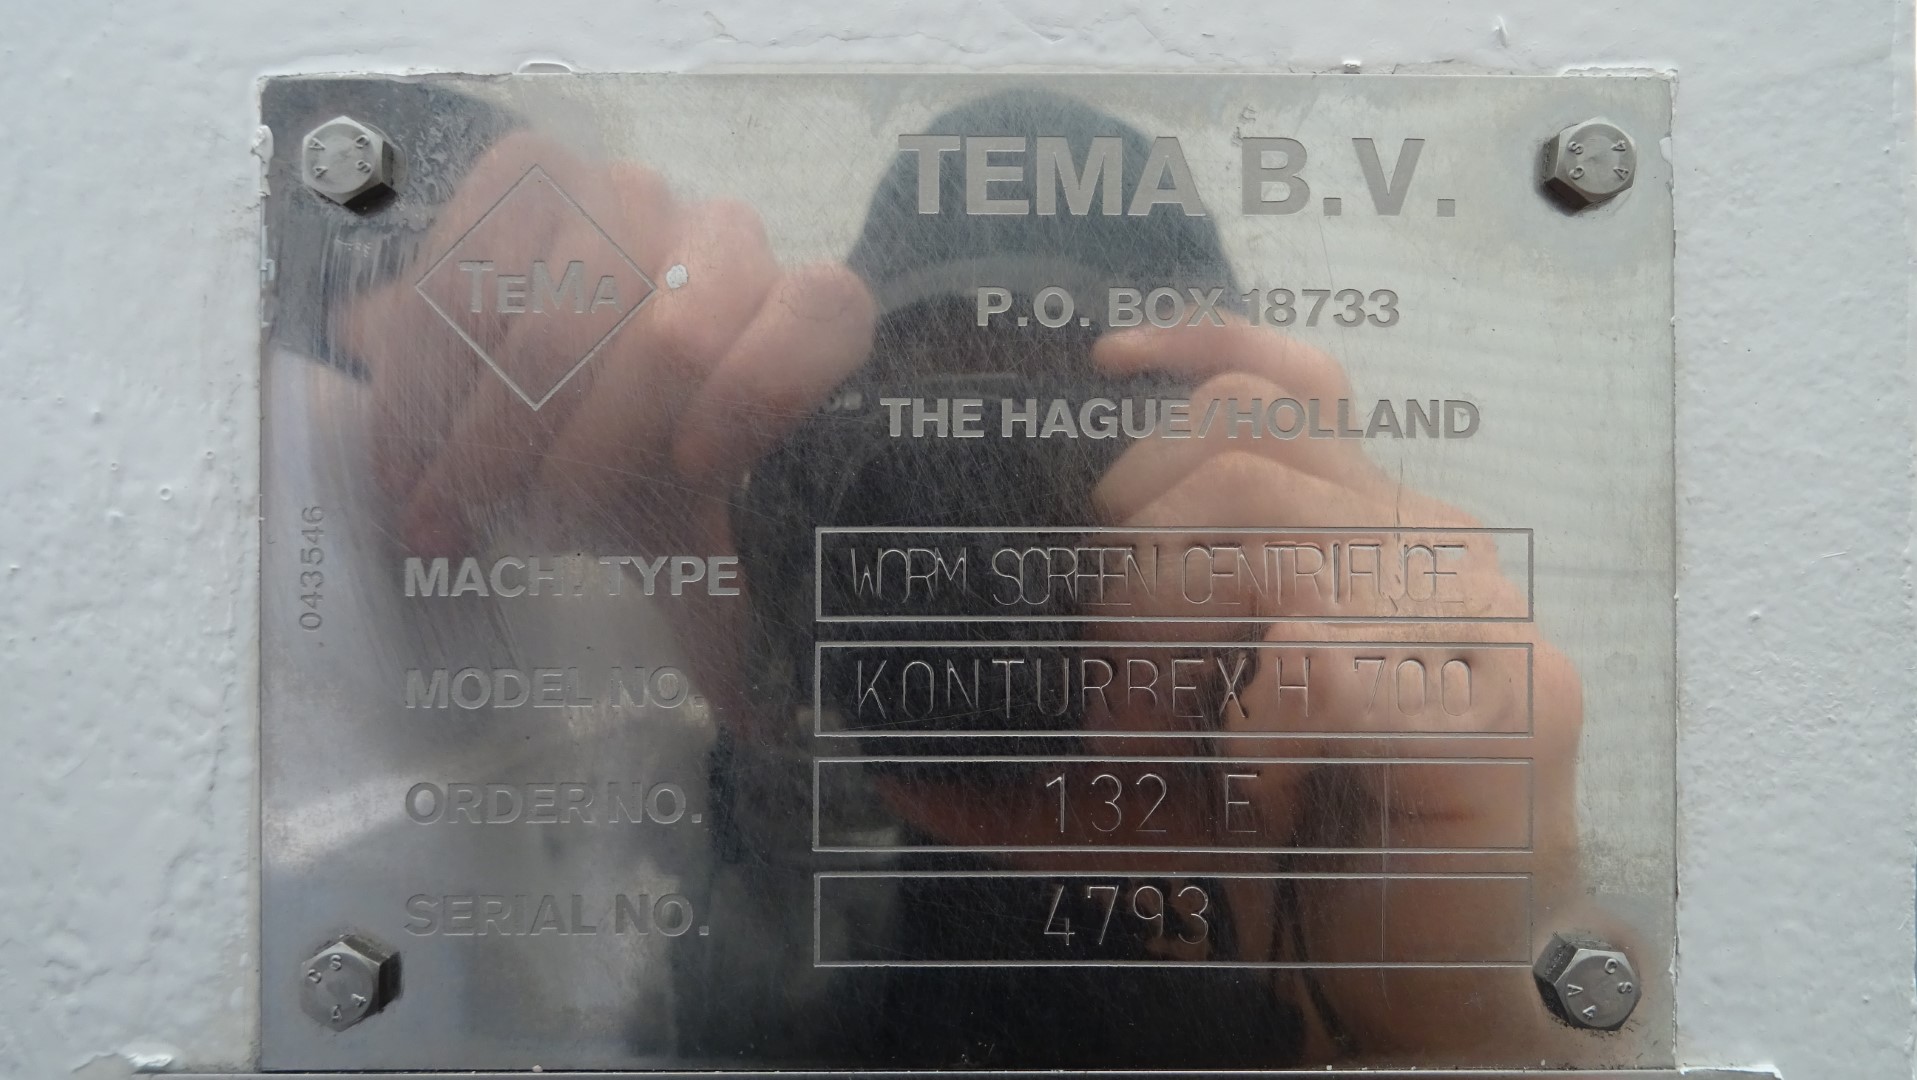 TEMA B.V.
TEMA
P.O. BOX 18733
THE HAGUE/HOLLAND
043546
MACH. TYPE WORM SCREEN CENTRIFUGE
MODEL NO. KONTURBEX H 700
ORDER NO. 132 E
SERIAL NO. 4793